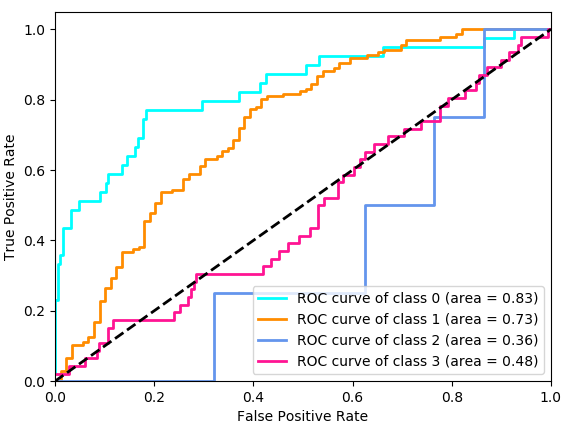 1.0
0.8
0.6
0.4
0.2
0.0
True Positive Rate
ROC curve of class 0 (area = 0.83)
ROC curve of class 1 (area = 0.73)
ROC curve of class 2 (area = 0.36)
ROC curve of class 3 (area = 0.48)
0.0 0.2 0.4 0.6 0.8 1.0
False Positive Rate